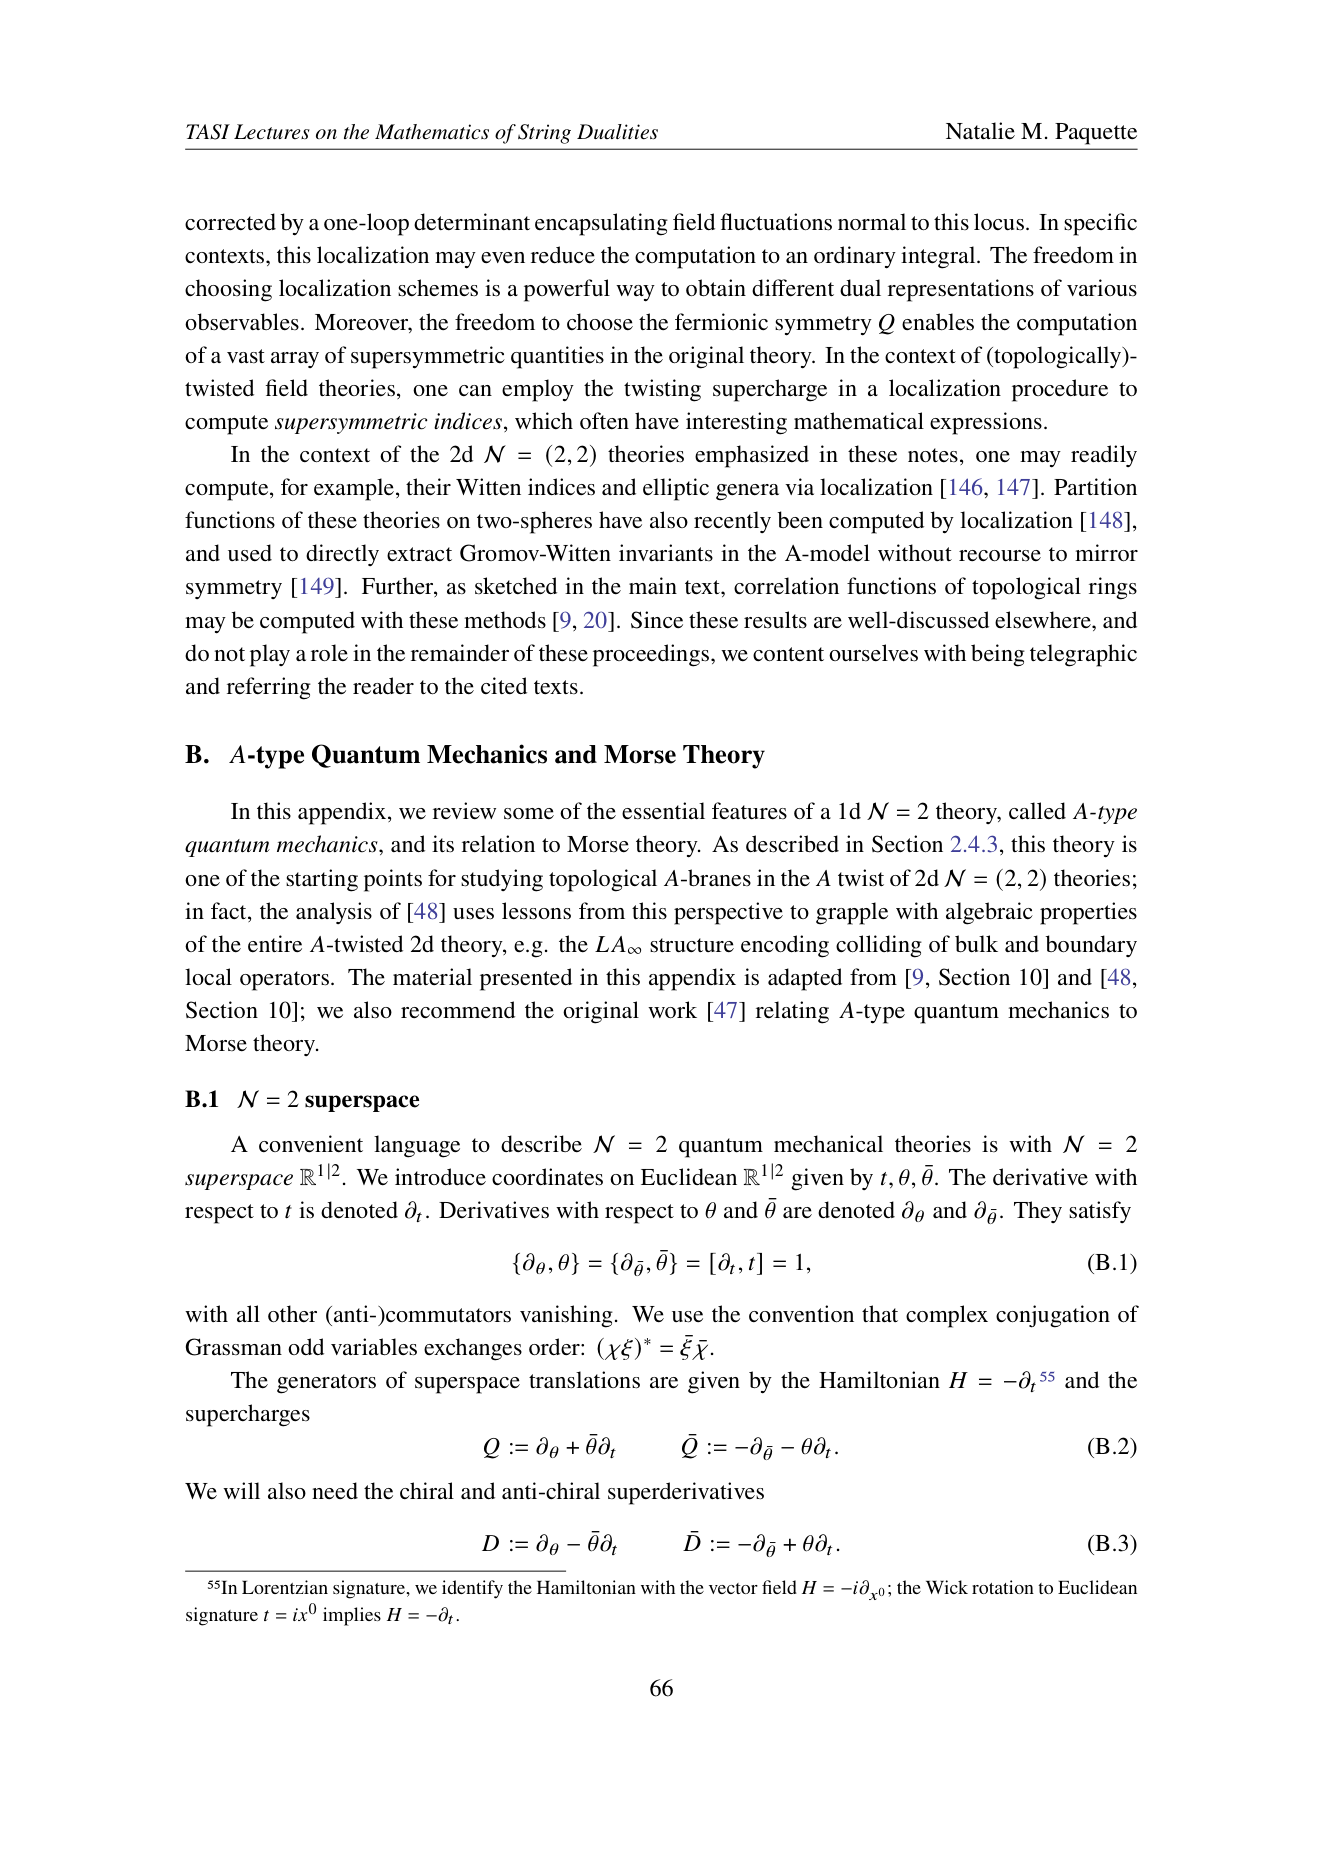 TASI Lectures on the Mathematics of String Dualities Natalie M. Paquette
corrected by a one-loop determinant encapsulating field fluctuations normal to this locus. In specific
contexts, this localization may even reduce the computation to an ordinary integral. The freedom in
choosing localization schemes is a powerful way to obtain different dual representations of various
observables. Moreover, the freedom to choose the fermionic symmetry Q enables the computation
of a vast array of supersymmetric quantities in the original theory. In the context of (topologically)-
twisted field theories, one can employ the twisting supercharge in a localization procedure to
compute supersymmetric indices, which often have interesting mathematical expressions.
In the context of the 2d 𝒩 = (2, 2) theories emphasized in these notes, one may readily
compute, for example, their Witten indices and elliptic genera via localization [146, 147]. Partition
functions of these theories on two-spheres have also recently been computed by localization [148],
and used to directly extract Gromov-Witten invariants in the A-model without recourse to mirror
symmetry [149]. Further, as sketched in the main text, correlation functions of topological rings
may be computed with these methods [9, 20]. Since these results are well-discussed elsewhere, and
do not play a role in the remainder of these proceedings, we content ourselves with being telegraphic
and referring the reader to the cited texts.
B. A-type Quantum Mechanics and Morse Theory
In this appendix, we review some of the essential features of a 1d 𝒩 = 2 theory, called A-type
quantum mechanics, and its relation to Morse theory. As described in Section 2.4.3, this theory is
one of the starting points for studying topological A-branes in the A twist of 2d 𝒩 = (2, 2) theories;
in fact, the analysis of [48] uses lessons from this perspective to grapple with algebraic properties
of the entire A-twisted 2d theory, e.g. the LA∞ structure encoding colliding of bulk and boundary
local operators. The material presented in this appendix is adapted from [9, Section 10] and [48,
Section 10]; we also recommend the original work [47] relating A-type quantum mechanics to
Morse theory.
B.1 𝒩 = 2 superspace
A convenient language to describe 𝒩 = 2 quantum mechanical theories is with 𝒩 = 2
superspace ℝ¹|². We introduce coordinates on Euclidean ℝ¹|² given by t, θ, θ̄. The derivative with
respect to t is denoted ∂ₜ. Derivatives with respect to θ and θ̄ are denoted ∂_θ and ∂_θ̄. They satisfy
{∂_θ, θ} = {∂_θ̄, θ̄} = [∂ₜ, t] = 1, (B.1)
with all other (anti-)commutators vanishing. We use the convention that complex conjugation of
Grassman odd variables exchanges order: (χξ)* = ξ̄χ̄.
The generators of superspace translations are given by the Hamiltonian H = −∂ₜ⁵⁵ and the
supercharges
Q := ∂_θ + θ̄∂ₜ Q̄ := −∂_θ̄ − θ∂ₜ. (B.2)
We will also need the chiral and anti-chiral superderivatives
D := ∂_θ − θ̄∂ₜ D̄ := −∂_θ̄ + θ∂ₜ. (B.3)
⁵⁵In Lorentzian signature, we identify the Hamiltonian with the vector field H = −i∂_x⁰; the Wick rotation to Euclidean
signature t = ix⁰ implies H = −∂ₜ.
66